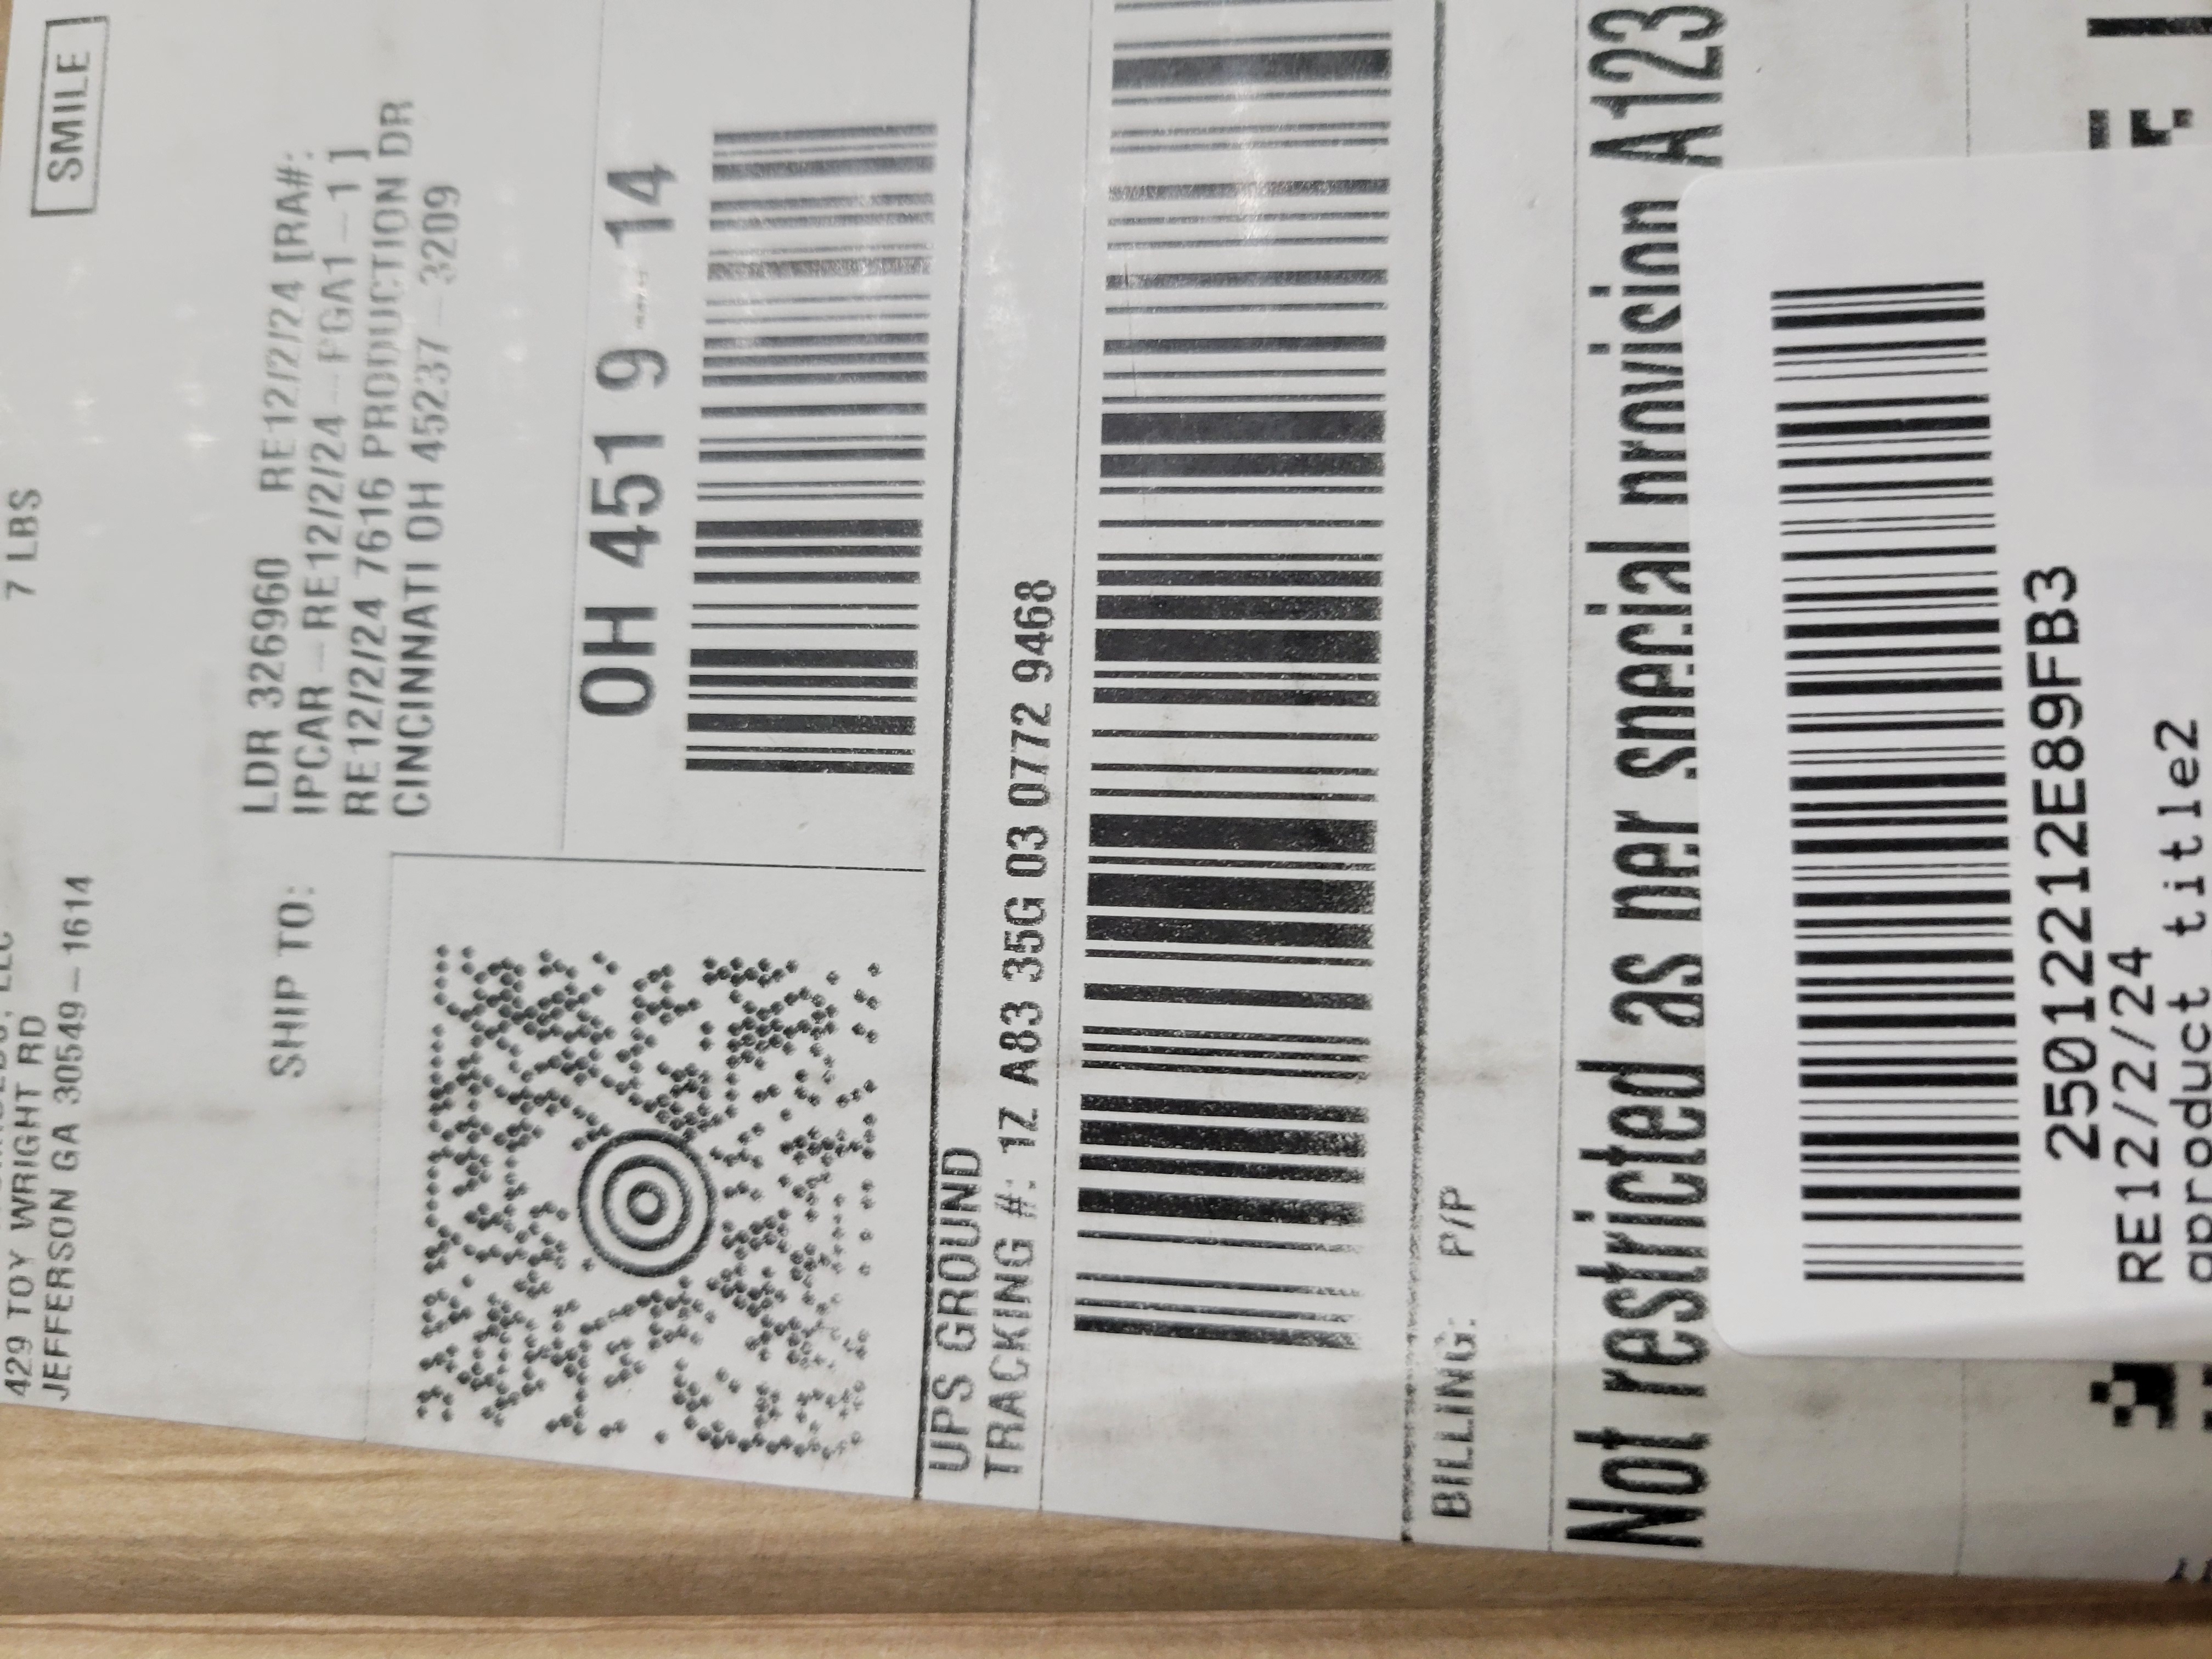 7 LBS
SMILE
429 TOY WRIGHT RD
JEFFERSON GA 30549-1614
SHIP TO:
LDR 326960 RE12/2/24 [RA#:
IPCAR-RE12/2/24-PGA1-1]
RE12/2/24 7616 PRODUCTION DR
CINCINNATI OH 45237-3209
OH 451 9-14
UPS GROUND
TRACKING #: 1Z A83 35G 03 0772 9468
BILLING: P/P
Not restricted as per special provision A123
25012212E89FB3
RE12/2/24
product title2